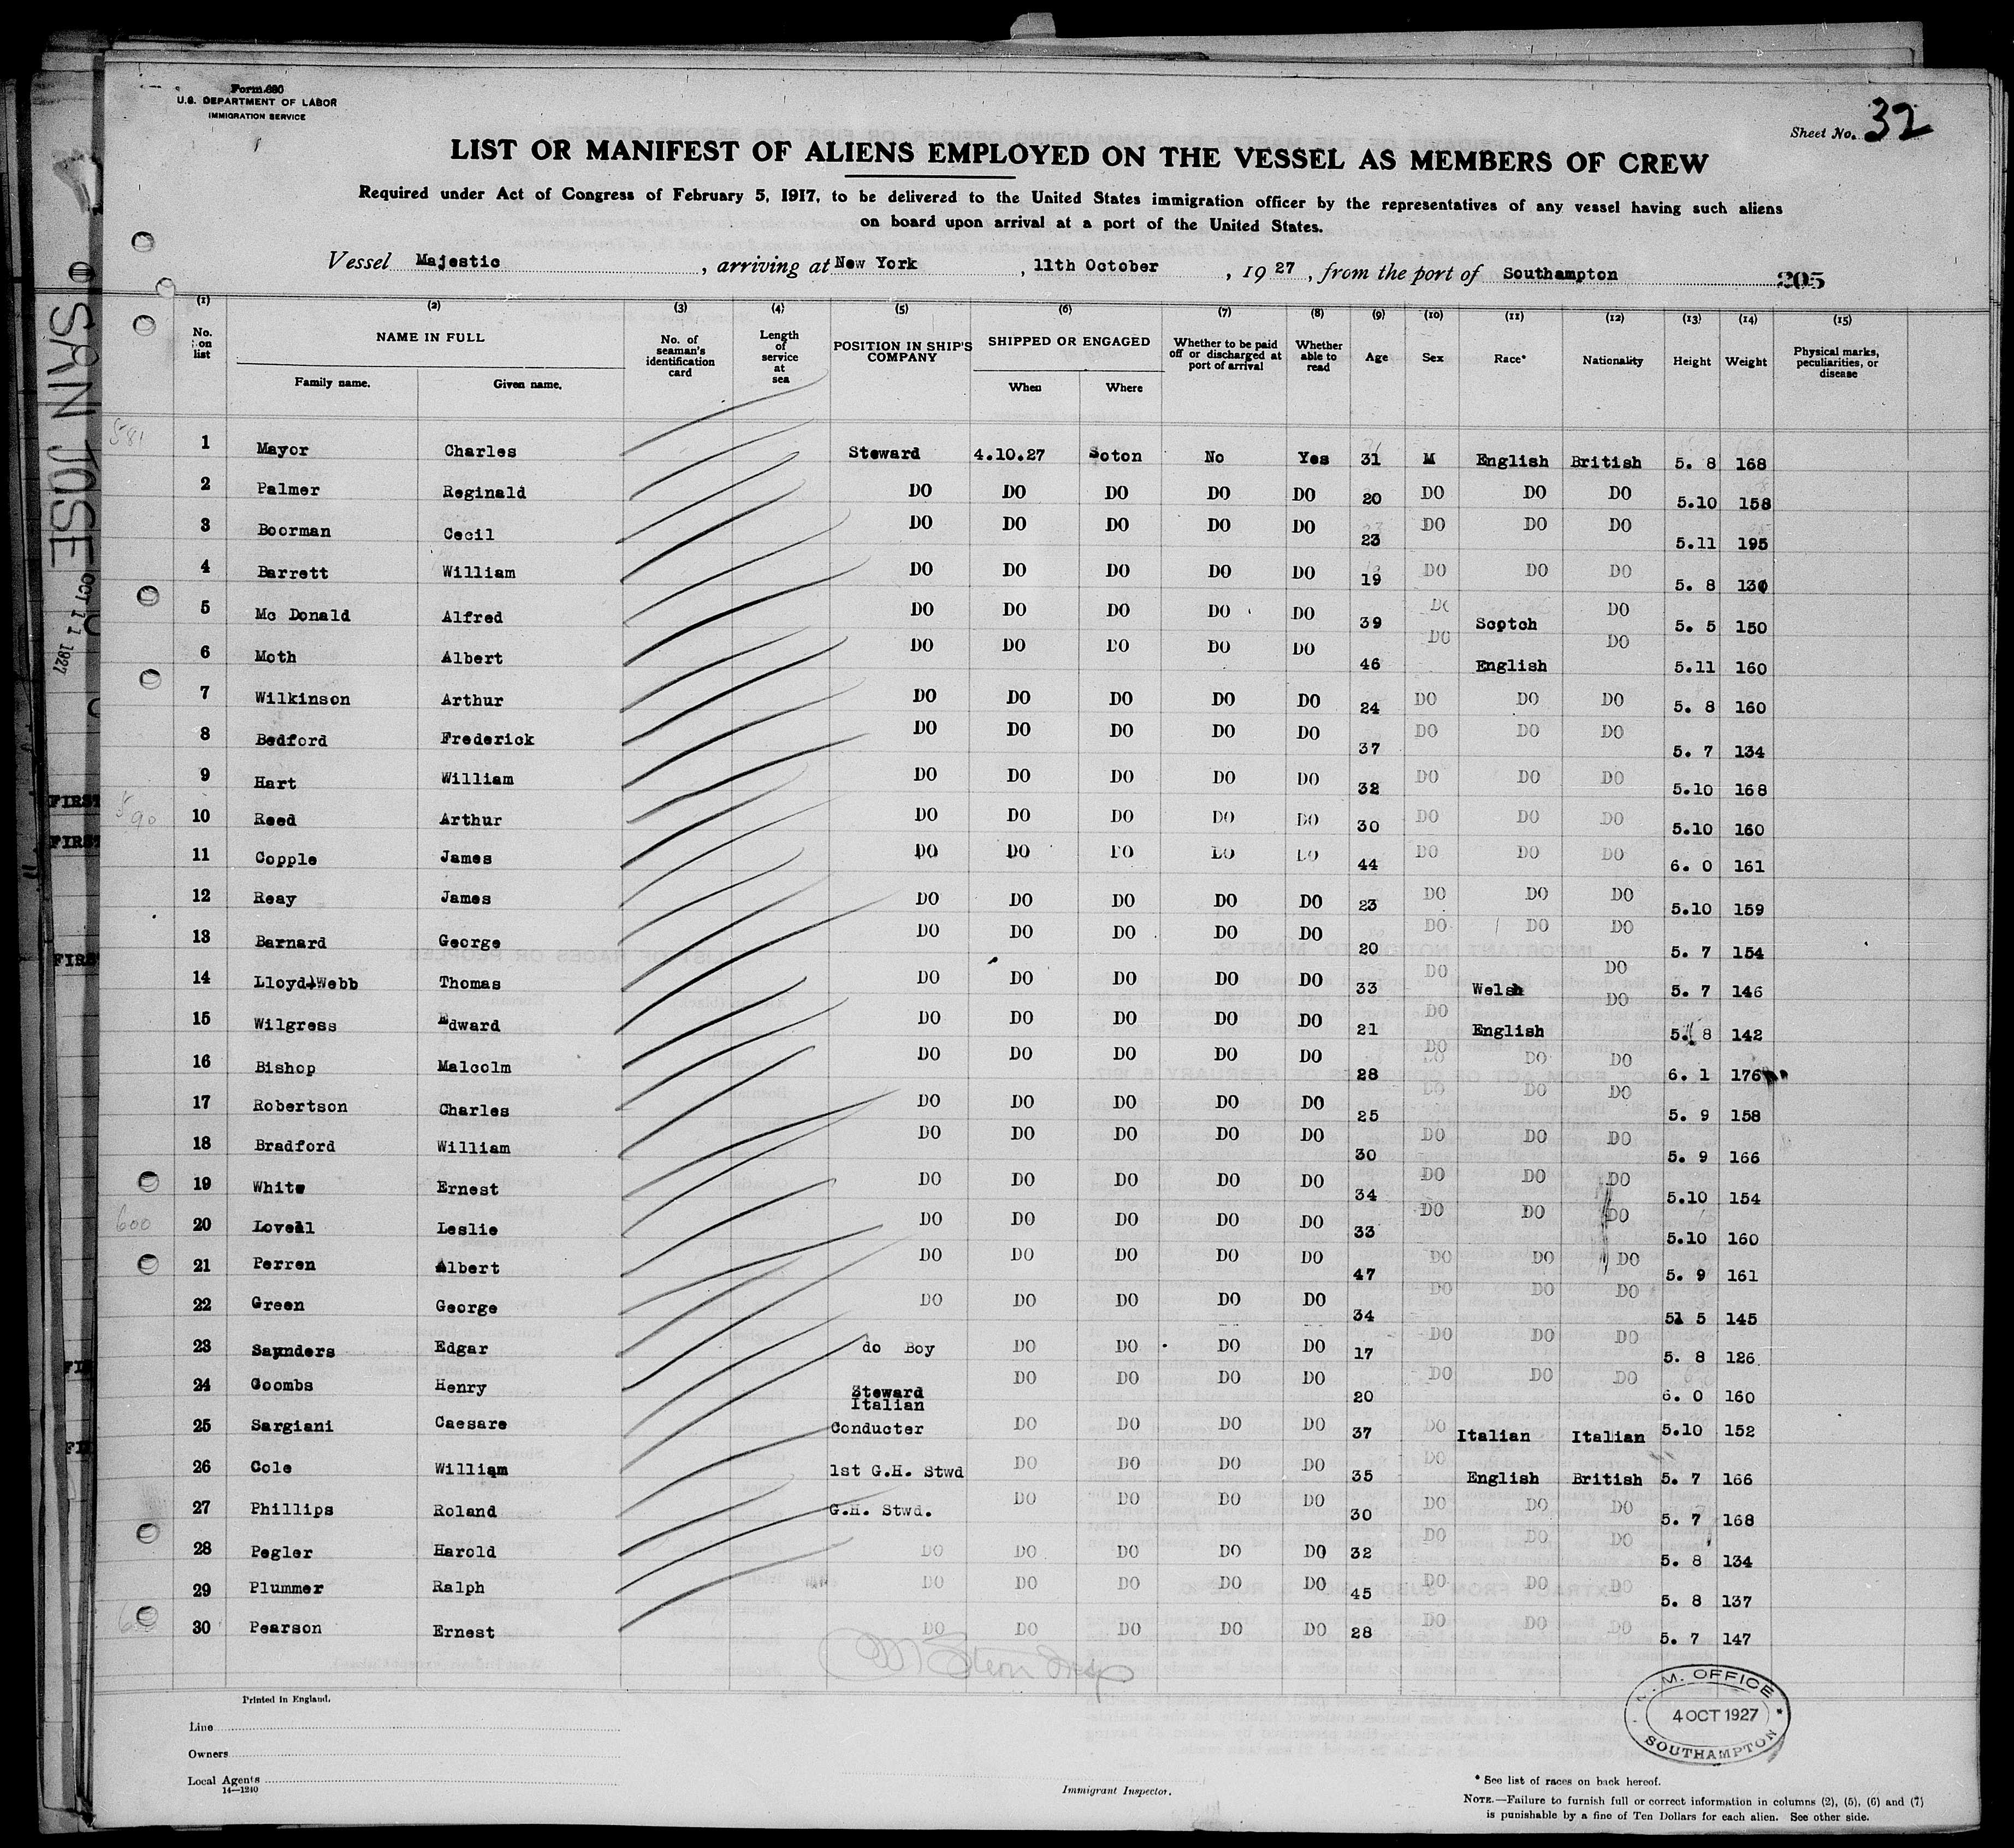 Form 680
U.S. DEPARTMENT OF LABOR
IMMIGRATION SERVICE
Sheet No. 32
LIST OR MANIFEST OF ALIENS EMPLOYED ON THE VESSEL AS MEMBERS OF CREW
Required under Act of Congress of February 5, 1917, to be delivered to the United States immigration officer by the representatives of any vessel having such aliens
on board upon arrival at a port of the United States.
Vessel Majestic, arriving at New York, 11th October, 19 27, from the port of Southampton 205
(1) (2) (3) (4) (5) (6) (7) (8) (9) (10) (11) (12) (13) (14) (15)
No. on list NAME IN FULL Family name. Given name. No. of seaman's identification card Length of service at sea POSITION IN SHIP'S COMPANY SHIPPED OR ENGAGED When Where Whether to be paid off or discharged at port of arrival Whether able to read Age Sex Race* Nationality Height Weight Physical marks, peculiarities, or disease
581
1 Mayor Charles Steward 4.10.27 Soton No Yes 31 M English British 5. 8 168
2 Palmer Reginald DO DO DO DO DO 20 DO DO DO 5.10 158
3 Boorman Cecil DO DO DO DO DO 23 DO DO DO 5.11 195
4 Barrett William DO DO DO DO DO 19 DO DO DO 5. 8 130
5 Mc Donald Alfred DO DO DO DO DO 39 DO Scotch DO 5. 5 150
6 Moth Albert DO DO DO DO DO 46 DO English DO 5.11 160
7 Wilkinson Arthur DO DO DO DO DO 24 DO DO DO 5. 8 160
8 Bedford Frederick DO DO DO DO DO 37 DO DO DO 5. 7 134
9 Hart William DO DO DO DO DO 32 DO DO DO 5.10 168
590
10 Reed Arthur DO DO DO DO DO 30 DO DO DO 5.10 160
11 Copple James DO DO DO DO DO 44 DO DO DO 6. 0 161
12 Reay James DO DO DO DO DO 23 DO DO DO 5.10 159
13 Barnard George DO DO DO DO DO 20 DO DO DO 5. 7 154
14 Lloyd Webb Thomas DO DO DO DO DO 33 DO Welsh DO 5. 7 146
15 Wilgress Edward DO DO DO DO DO 21 DO English DO 5. 8 142
16 Bishop Malcolm DO DO DO DO DO 28 DO DO DO 6. 1 176
17 Robertson Charles DO DO DO DO DO 25 DO DO DO 5. 9 158
18 Bradford William DO DO DO DO DO 30 DO DO DO 5. 9 166
19 White Ernest DO DO DO DO DO 34 DO DO DO 5.10 154
600
20 Lovell Leslie DO DO DO DO DO 33 DO DO DO 5.10 160
21 Perren Albert DO DO DO DO DO 47 DO DO DO 5. 9 161
22 Green George DO DO DO DO DO 34 DO DO DO 5 5 145
23 Saunders Edgar do Boy DO DO DO DO 17 DO DO DO 5. 8 126
24 Coombs Henry Steward DO DO DO DO 20 DO DO DO 6. 0 160
25 Sargiani Caesare Italian Conducter DO DO DO DO 37 DO Italian Italian 5.10 152
26 Cole William 1st G.H. Stwd DO DO DO DO 35 DO English British 5. 7 166
27 Phillips Roland G.H. Stwd. DO DO DO DO 30 DO DO DO 5. 7 168
28 Pegler Harold DO DO DO DO DO 32 DO DO DO 5. 8 134
29 Plummer Ralph DO DO DO DO DO 45 DO DO DO 5. 8 137
30 Pearson Ernest DO DO DO DO DO 28 DO DO DO 5. 7 147
Printed in England.
Line
Owners
Local Agents
14—1240
Immigrant Inspector.
M. OFFICE
4 OCT 1927
SOUTHAMPTON
* See list of races on back hereof.
NOTE.—Failure to furnish full or correct information in columns (2), (5), (6) and (7)
is punishable by a fine of Ten Dollars for each alien. See other side.
SAN JOSE
OCT 11 1927
FIRST
FIRST
FIRS